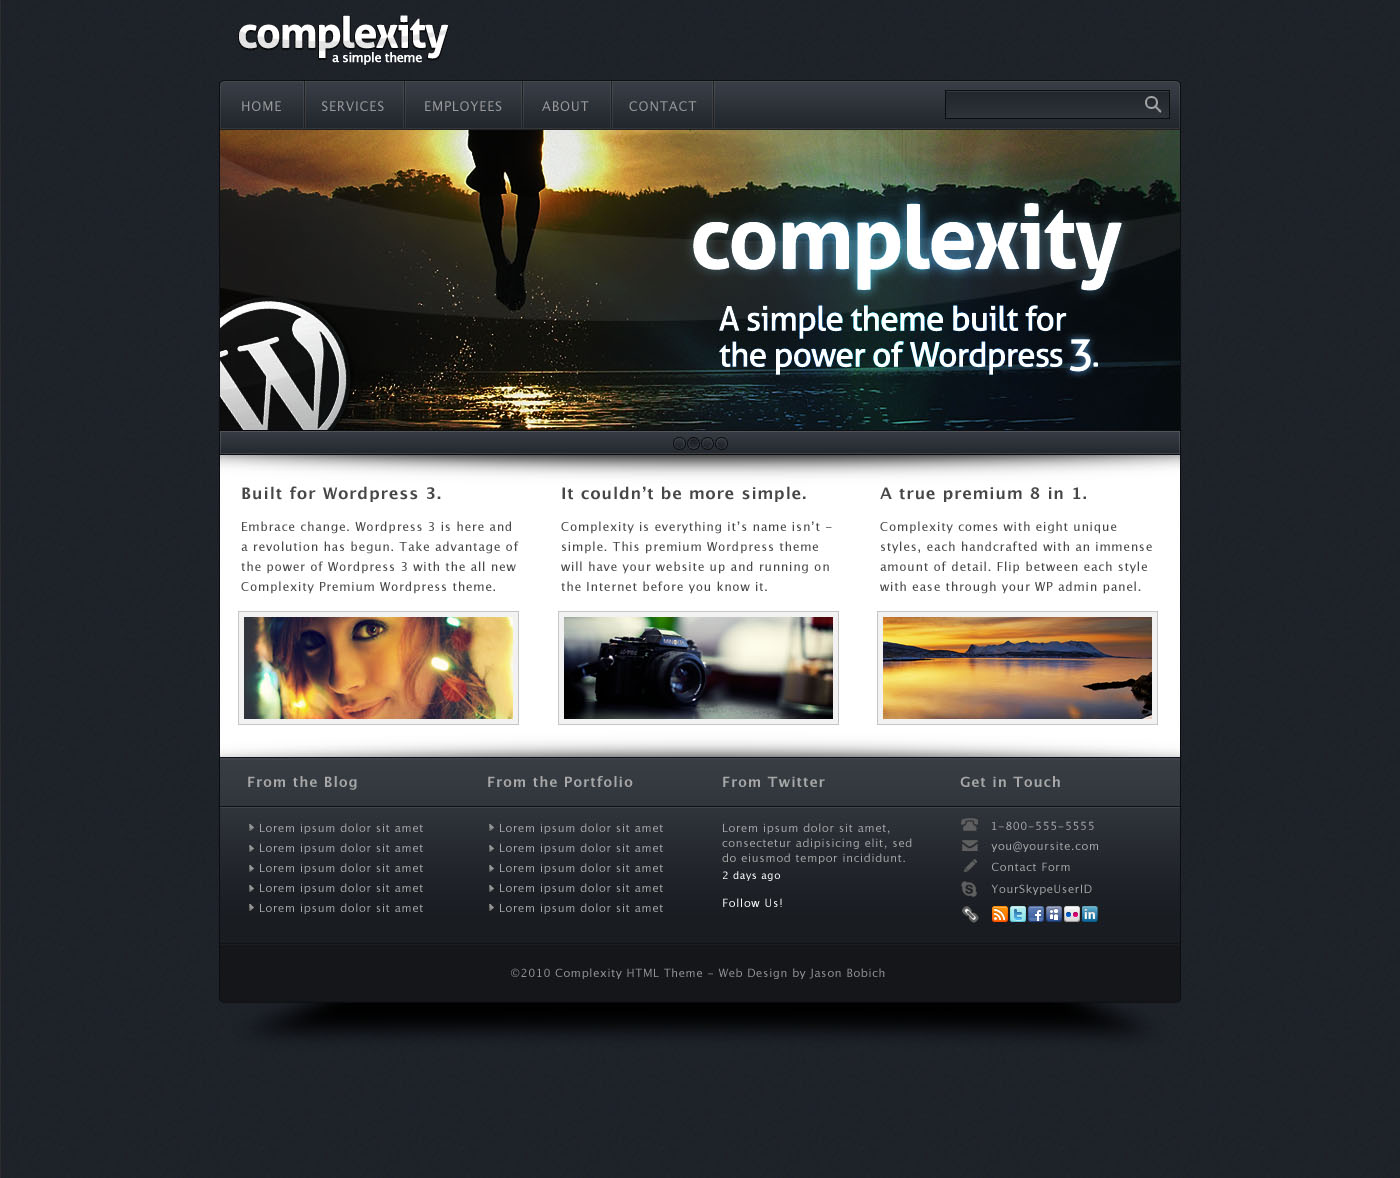 complexity
a simple theme
HOME
SERVICES
EMPLOYEES
ABOUT
CONTACT
complexity
A simple theme built for
the power of Wordpress 3.
Built for Wordpress 3.
Embrace change. Wordpress 3 is here and
a revolution has begun. Take advantage of
the power of Wordpress 3 with the all new
Complexity Premium Wordpress theme.
It couldn't be more simple.
Complexity is everything it's name isn't –
simple. This premium Wordpress theme
will have your website up and running on
the Internet before you know it.
A true premium 8 in 1.
Complexity comes with eight unique
styles, each handcrafted with an immense
amount of detail. Flip between each style
with ease through your WP admin panel.
MINOLTA
From the Blog
Lorem ipsum dolor sit amet
Lorem ipsum dolor sit amet
Lorem ipsum dolor sit amet
Lorem ipsum dolor sit amet
Lorem ipsum dolor sit amet
From the Portfolio
Lorem ipsum dolor sit amet
Lorem ipsum dolor sit amet
Lorem ipsum dolor sit amet
Lorem ipsum dolor sit amet
Lorem ipsum dolor sit amet
From Twitter
Lorem ipsum dolor sit amet,
consectetur adipisicing elit, sed
do eiusmod tempor incididunt.
2 days ago
Follow Us!
Get in Touch
1-800-555-5555
you@yoursite.com
Contact Form
YourSkypeUserID
©2010 Complexity HTML Theme – Web Design by Jason Bobich